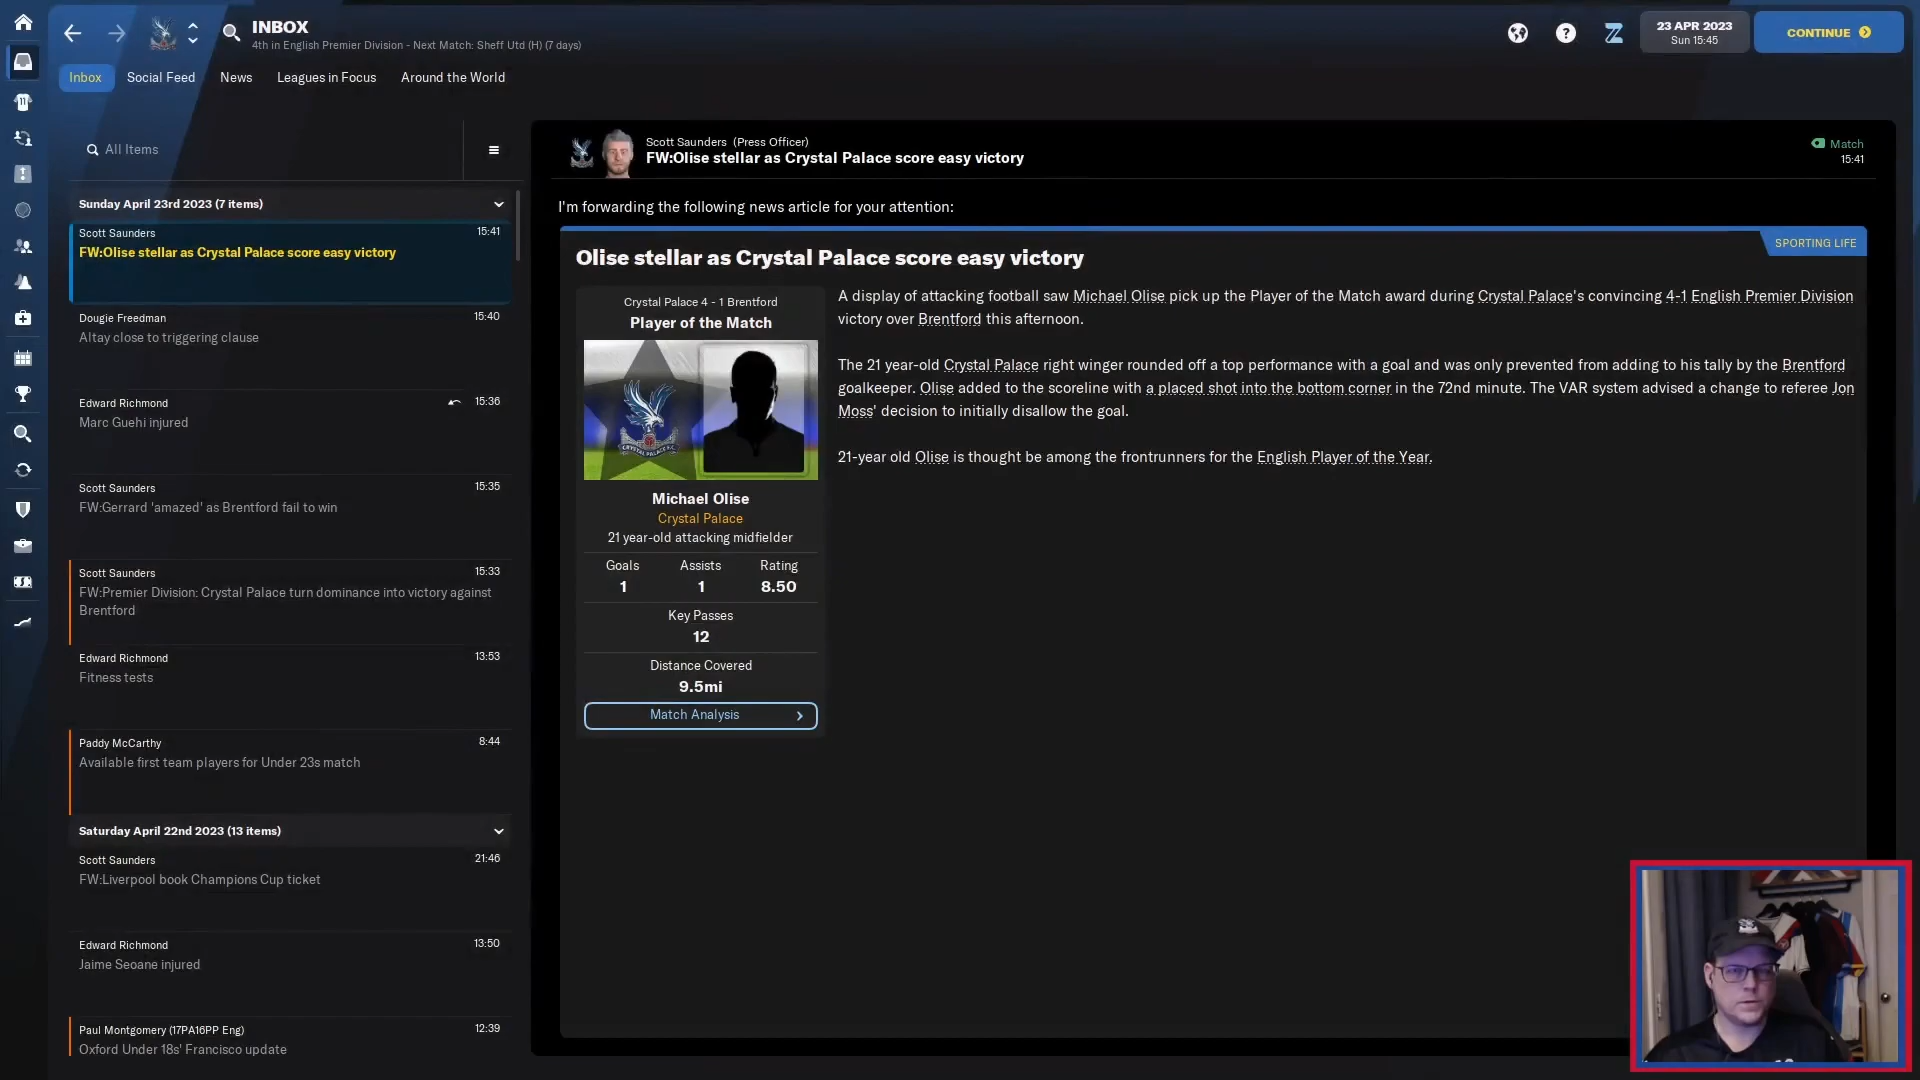 INBOX
4th in English Premier Division - Next Match: Sheff Utd (H) (7 days)
23 APR 2023
Sun 15:45
CONTINUE
Inbox
Social Feed
News
Leagues in Focus
Around the World
All Items
Sunday April 23rd 2023 (7 items)
Scott Saunders
15:41
FW:Olise stellar as Crystal Palace score easy victory
Dougie Freedman
15:40
Altay close to triggering clause
Edward Richmond
15:36
Marc Guehi injured
Scott Saunders
15:35
FW:Gerrard 'amazed' as Brentford fail to win
Scott Saunders
15:33
FW:Premier Division: Crystal Palace turn dominance into victory against
Brentford
Edward Richmond
13:53
Fitness tests
Paddy McCarthy
8:44
Available first team players for Under 23s match
Saturday April 22nd 2023 (13 items)
Scott Saunders
21:46
FW:Liverpool book Champions Cup ticket
Edward Richmond
13:50
Jaime Seoane injured
Paul Montgomery (17PA16PP Eng)
12:39
Oxford Under 18s' Francisco update
Scott Saunders (Press Officer)
FW:Olise stellar as Crystal Palace score easy victory
Match
15:41
I'm forwarding the following news article for your attention:
SPORTING LIFE
Olise stellar as Crystal Palace score easy victory
Crystal Palace 4 - 1 Brentford
Player of the Match
CRYSTAL PALACE F.C.
Michael Olise
Crystal Palace
21 year-old attacking midfielder
Goals Assists Rating
1 1 8.50
Key Passes
12
Distance Covered
9.5mi
Match Analysis
A display of attacking football saw Michael Olise pick up the Player of the Match award during Crystal Palace's convincing 4-1 English Premier Division
victory over Brentford this afternoon.
The 21 year-old Crystal Palace right winger rounded off a top performance with a goal and was only prevented from adding to his tally by the Brentford
goalkeeper. Olise added to the scoreline with a placed shot into the bottom corner in the 72nd minute. The VAR system advised a change to referee Jon
Moss' decision to initially disallow the goal.
21-year old Olise is thought be among the frontrunners for the English Player of the Year.